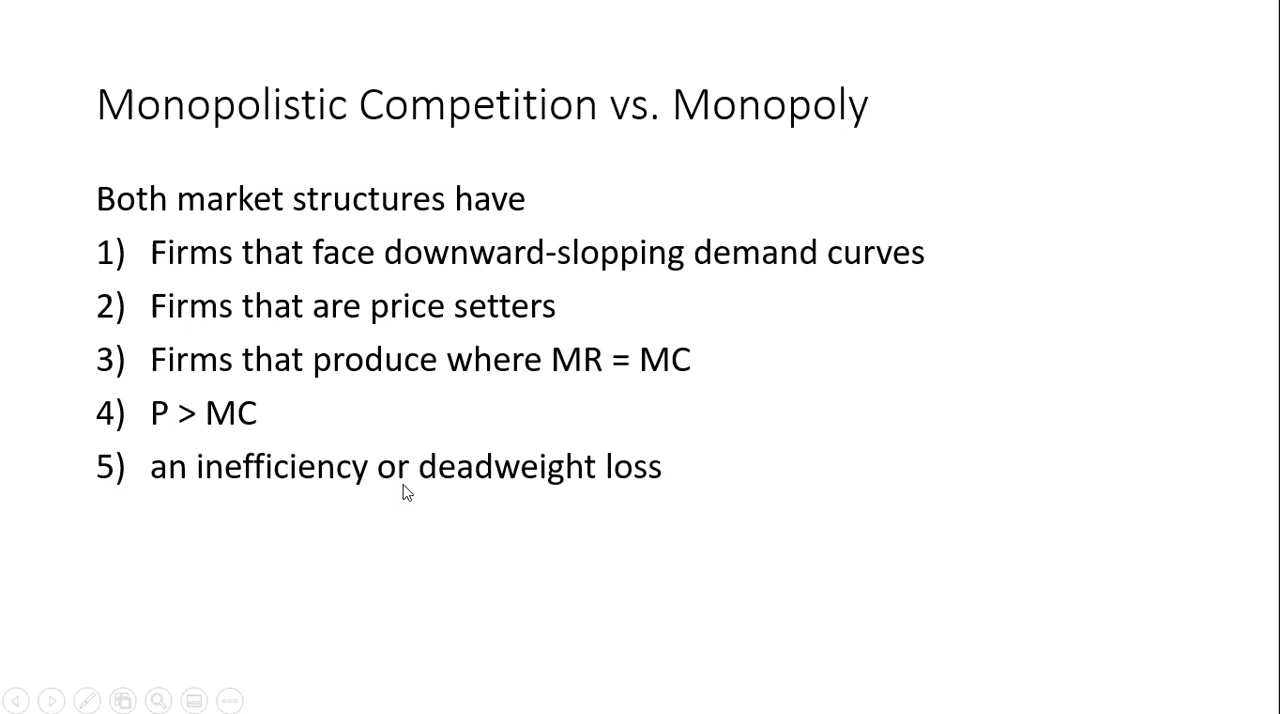 Monopolistic Competition vs. Monopoly
Both market structures have
1) Firms that face downward-slopping demand curves
2) Firms that are price setters
3) Firms that produce where MR = MC
4) P > MC
5) an inefficiency or deadweight loss